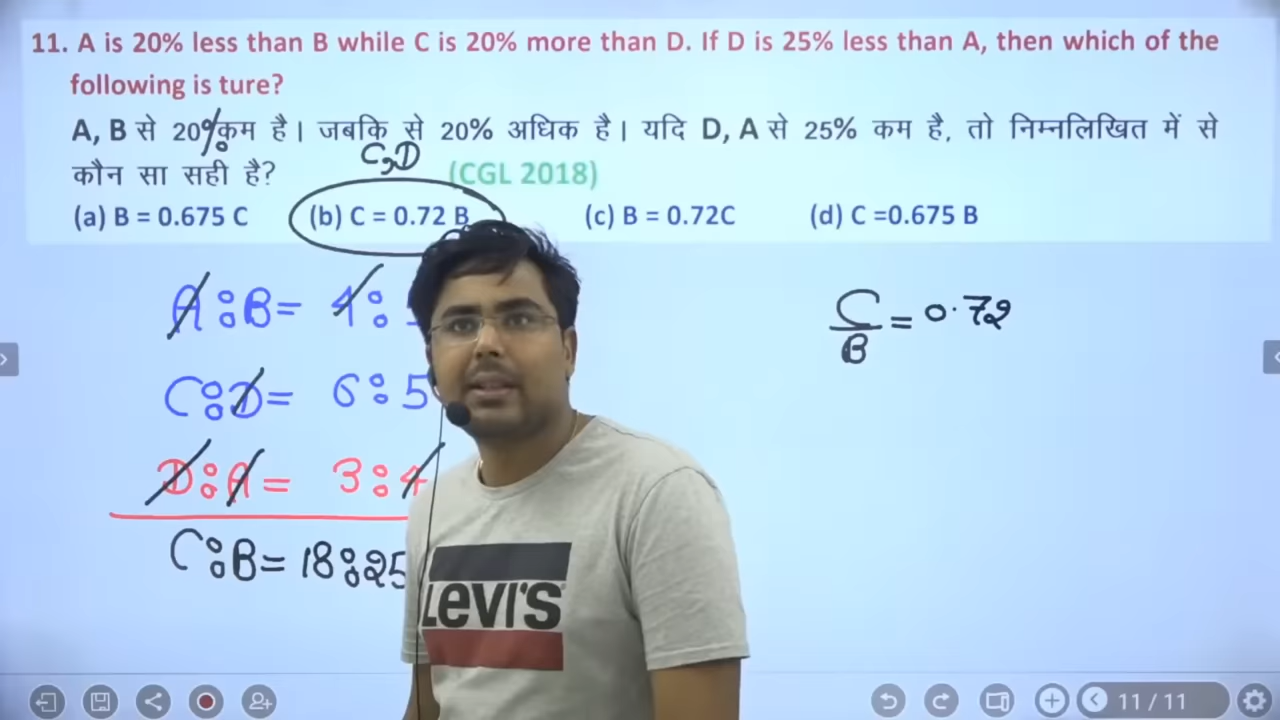 11. A is 20% less than B while C is 20% more than D. If D is 25% less than A, then which of the
following is ture?
A, B से 20% कम है। जबकि से 20% अधिक है। यदि D, A से 25% कम है, तो निम्नलिखित में से
C,D
कौन सा सही है? (CGL 2018)
(a) B = 0.675 C (b) C = 0.72 B (c) B = 0.72C (d) C =0.675 B
A:B= 4:
C:D= 6:5
D:A= 3:4
C:B= 18:25
C/B = 0.72
LEVI'S
11 / 11